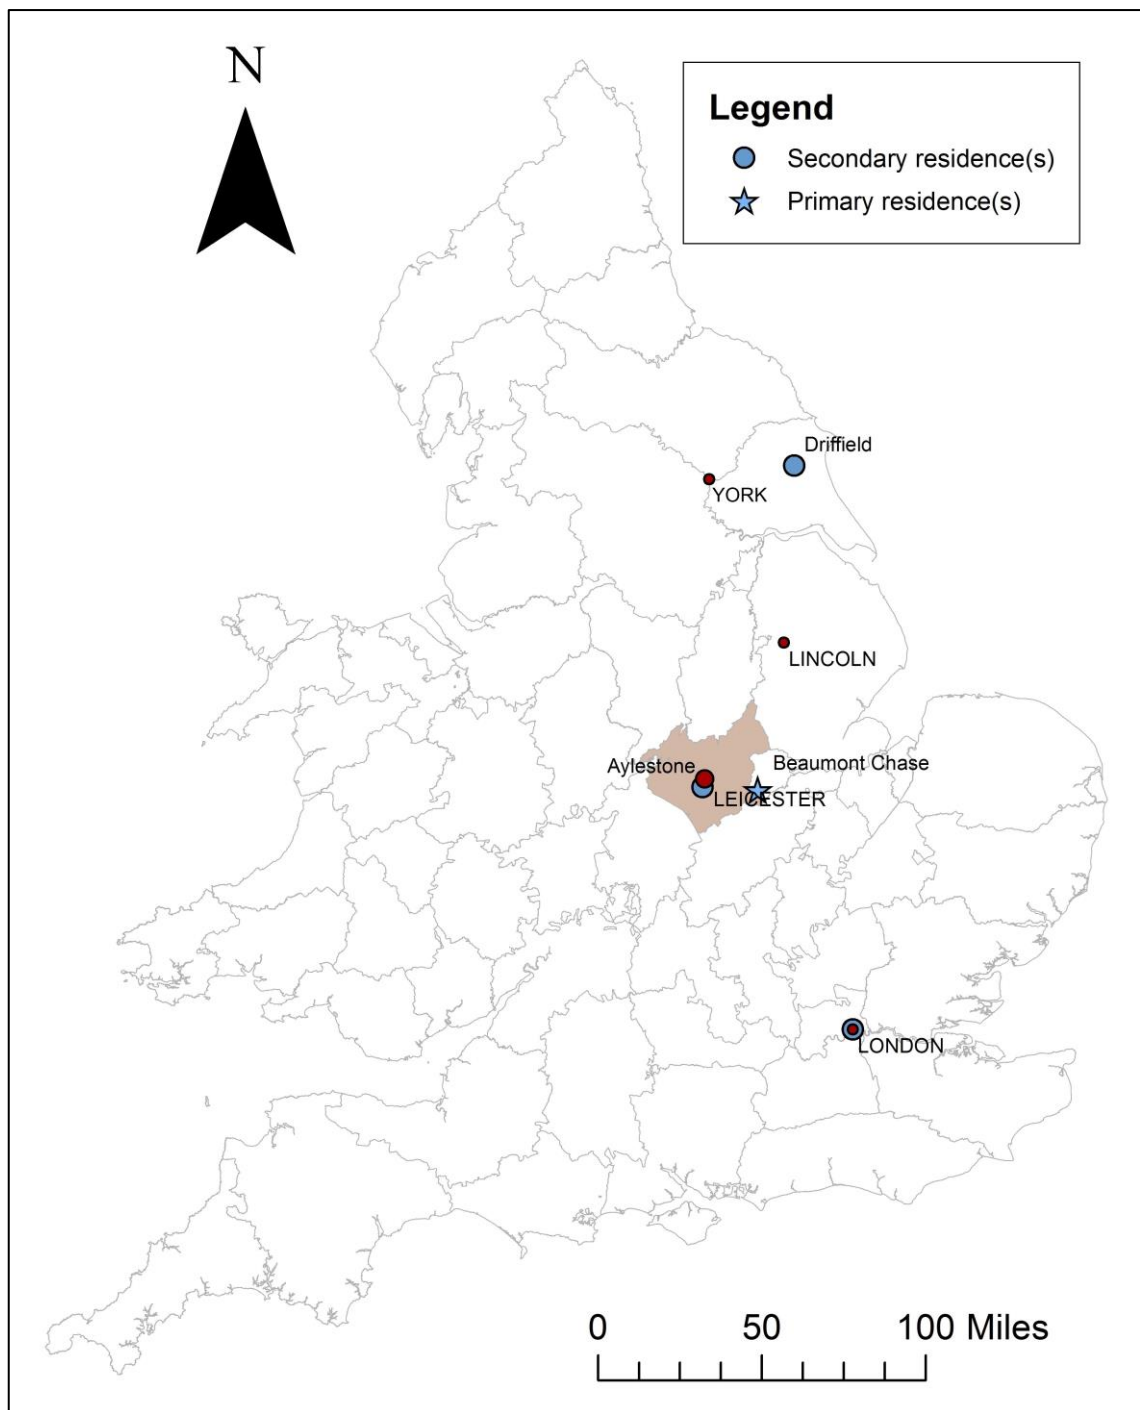 N
Legend
Secondary residence(s)
Primary residence(s)
Driffield
YORK
LINCOLN
Beaumont Chase
Aylestone
LEICESTER
LONDON
0 50 100 Miles